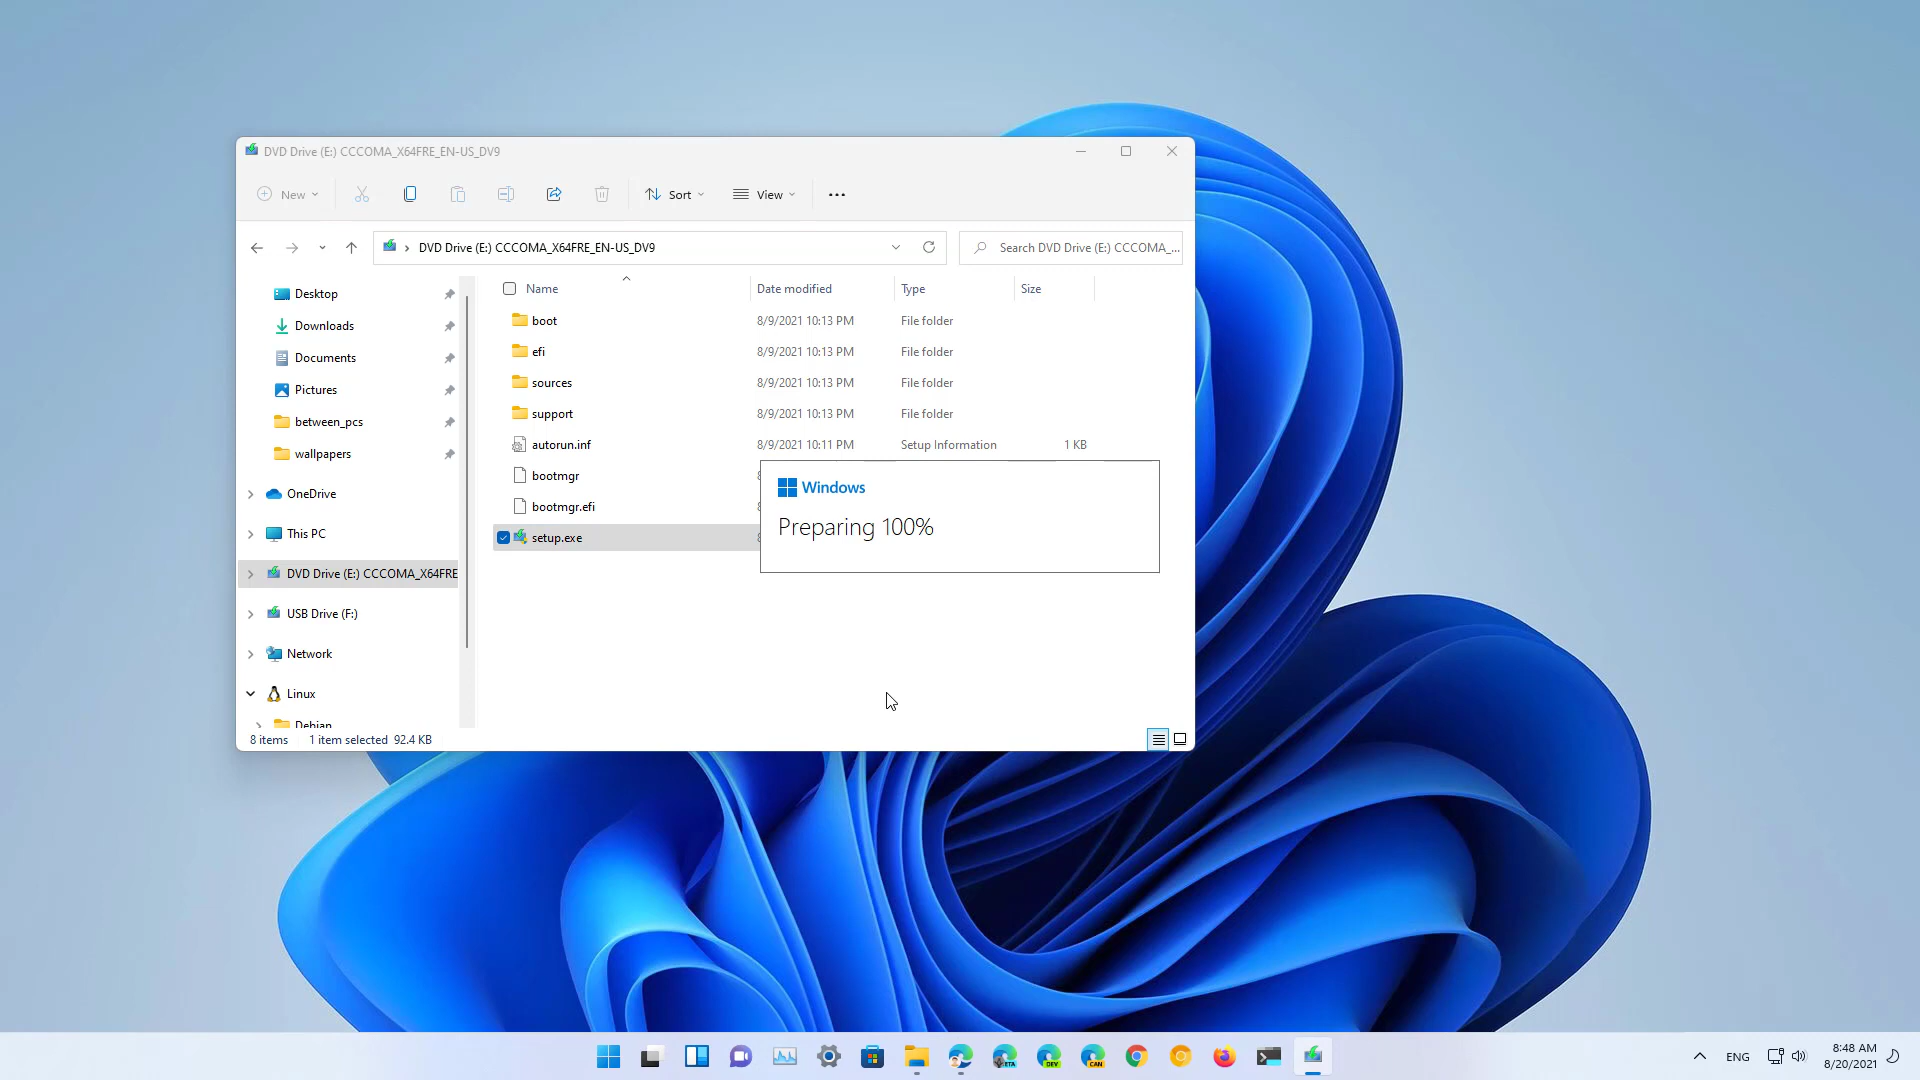 DVD Drive (E:) CCCOMA_X64FRE_EN-US_DV9
New
Sort
View
DVD Drive (E:) CCCOMA_X64FRE_EN-US_DV9
Search DVD Drive (E:) CCCOMA_...
Desktop
Downloads
Documents
Pictures
between_pcs
wallpapers
OneDrive
This PC
DVD Drive (E:) CCCOMA_X64FRE
USB Drive (F:)
Network
Linux
Debian
Name Date modified Type Size
boot 8/9/2021 10:13 PM File folder
efi 8/9/2021 10:13 PM File folder
sources 8/9/2021 10:13 PM File folder
support 8/9/2021 10:13 PM File folder
autorun.inf 8/9/2021 10:11 PM Setup Information 1 KB
bootmgr
bootmgr.efi
setup.exe
Windows
Preparing 100%
8 items 1 item selected 92.4 KB
BETA
DEV
CAN
ENG
8:48 AM
8/20/2021